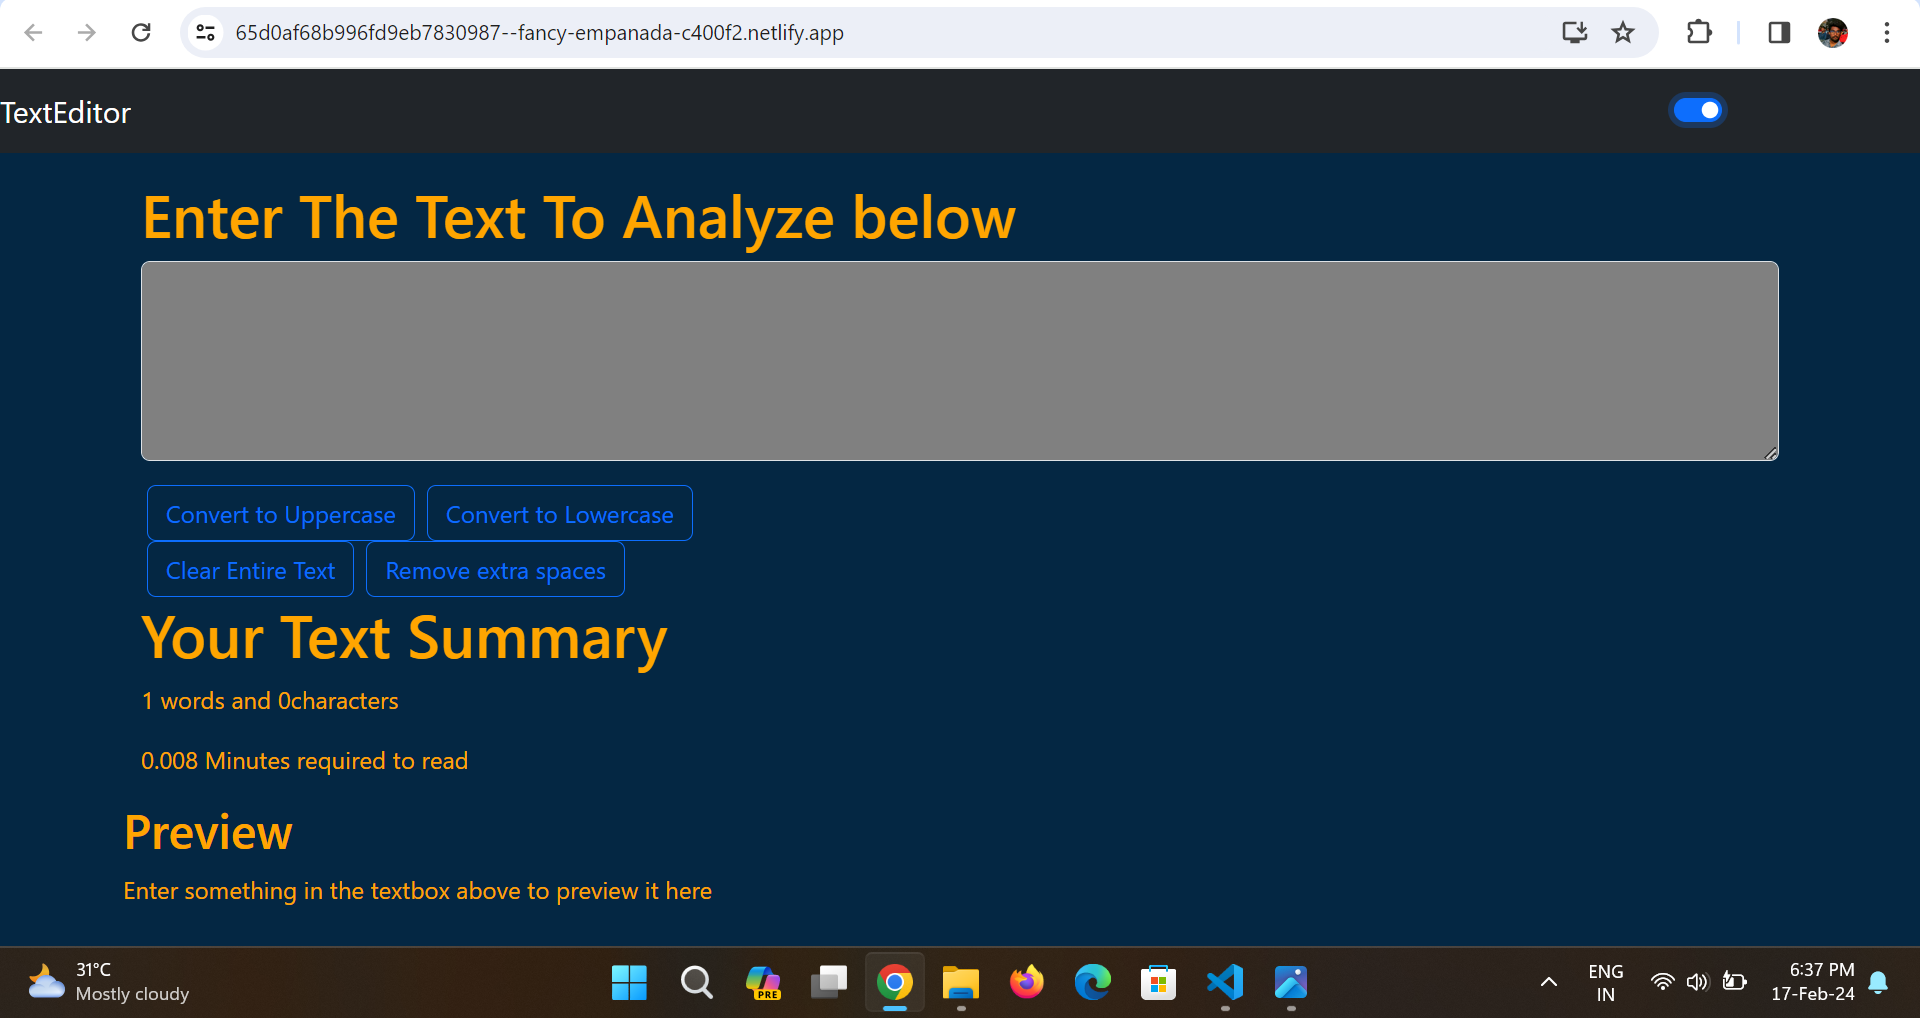 65d0af68b996fd9eb7830987--fancy-empanada-c400f2.netlify.app
TextEditor
Enter The Text To Analyze below
Convert to Uppercase Convert to Lowercase
Clear Entire Text Remove extra spaces
Your Text Summary
1 words and 0characters
0.008 Minutes required to read
Preview
Enter something in the textbox above to preview it here
31°C
Mostly cloudy
PRE
ENG
IN
6:37 PM
17-Feb-24